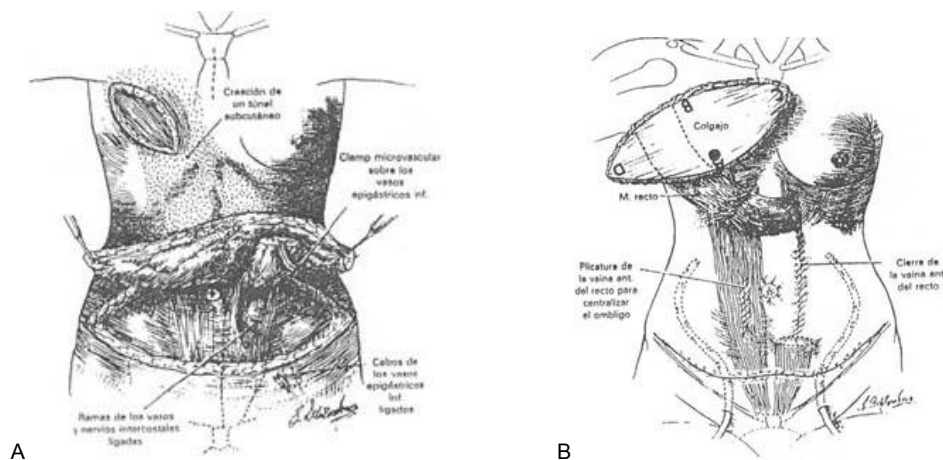 Creación de
un túnel
subcutáneo
Clamp microvascular
sobre los
vasos
epigástricos inf.
Cabos de
los vasos
epigástricos
inf.
ligados
Ramas de los vasos
y nervios intercostales
ligadas
A
Colgajo
M. recto
Plicatura de
la vaina ant.
del recto para
centralizar
el ombligo
Cierre de
la vaina ant.
del recto
B